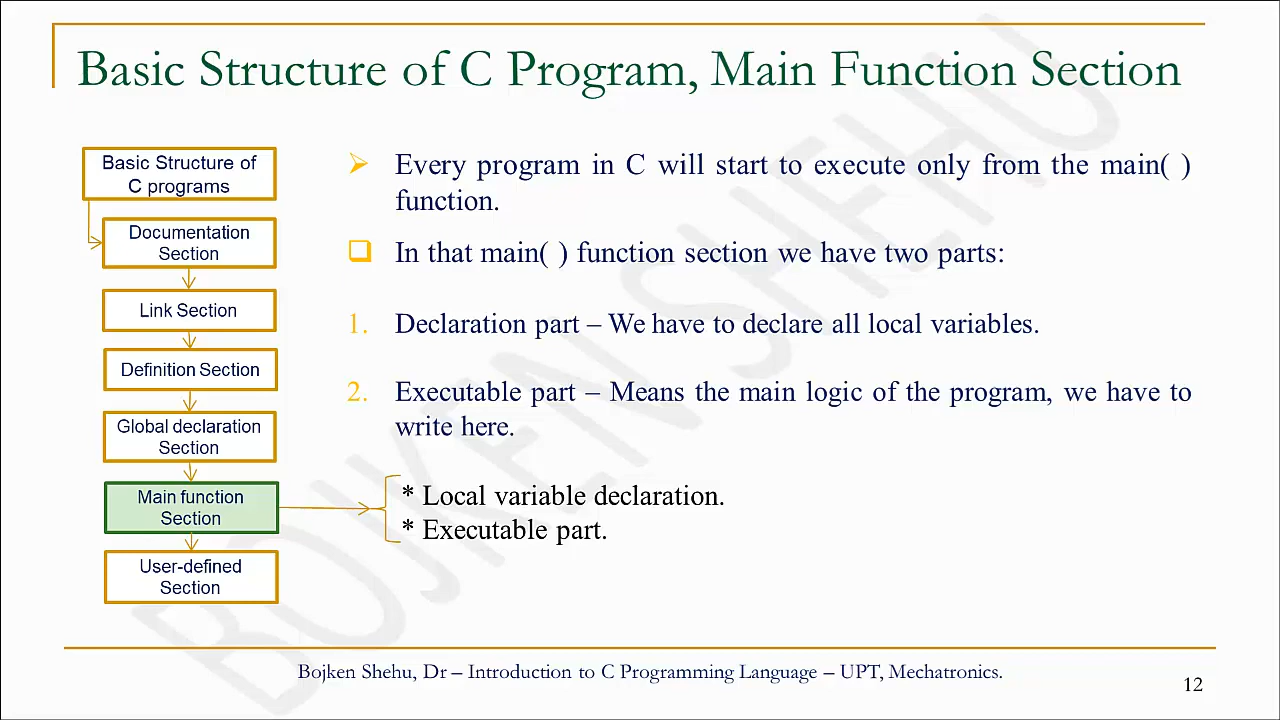 Basic Structure of C Program, Main Function Section
Basic Structure of
C programs
Documentation
Section
Link Section
Definition Section
Global declaration
Section
Main function
Section
User-defined
Section
➢ Every program in C will start to execute only from the main( )
function.
❑ In that main( ) function section we have two parts:
1. Declaration part – We have to declare all local variables.
2. Executable part – Means the main logic of the program, we have to
write here.
* Local variable declaration.
* Executable part.
BOJKEN SHEHU
Bojken Shehu, Dr – Introduction to C Programming Language – UPT, Mechatronics.
12